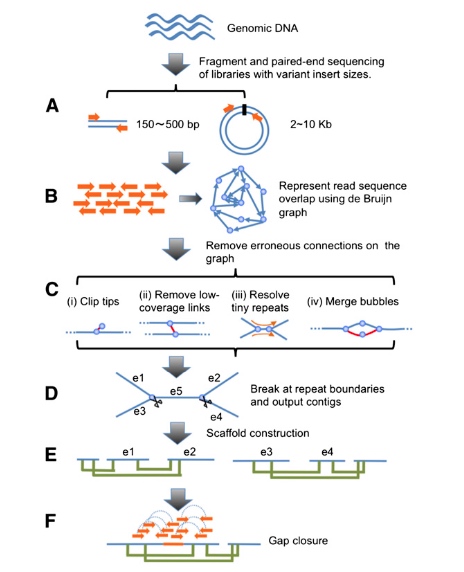 Genomic DNA
Fragment and paired-end sequencing
of libraries with variant insert sizes.
A
150～500 bp
2~10 Kb
B
Represent read sequence
overlap using de Bruijn
graph
Remove erroneous connections on the
graph
C
(i) Clip tips
(ii) Remove low-
coverage links
(iii) Resolve
tiny repeats
(iv) Merge bubbles
D
e1
e2
e5
e3
e4
Break at repeat boundaries
and output contigs
Scaffold construction
E
e1
e2
e3
e4
F
Gap closure